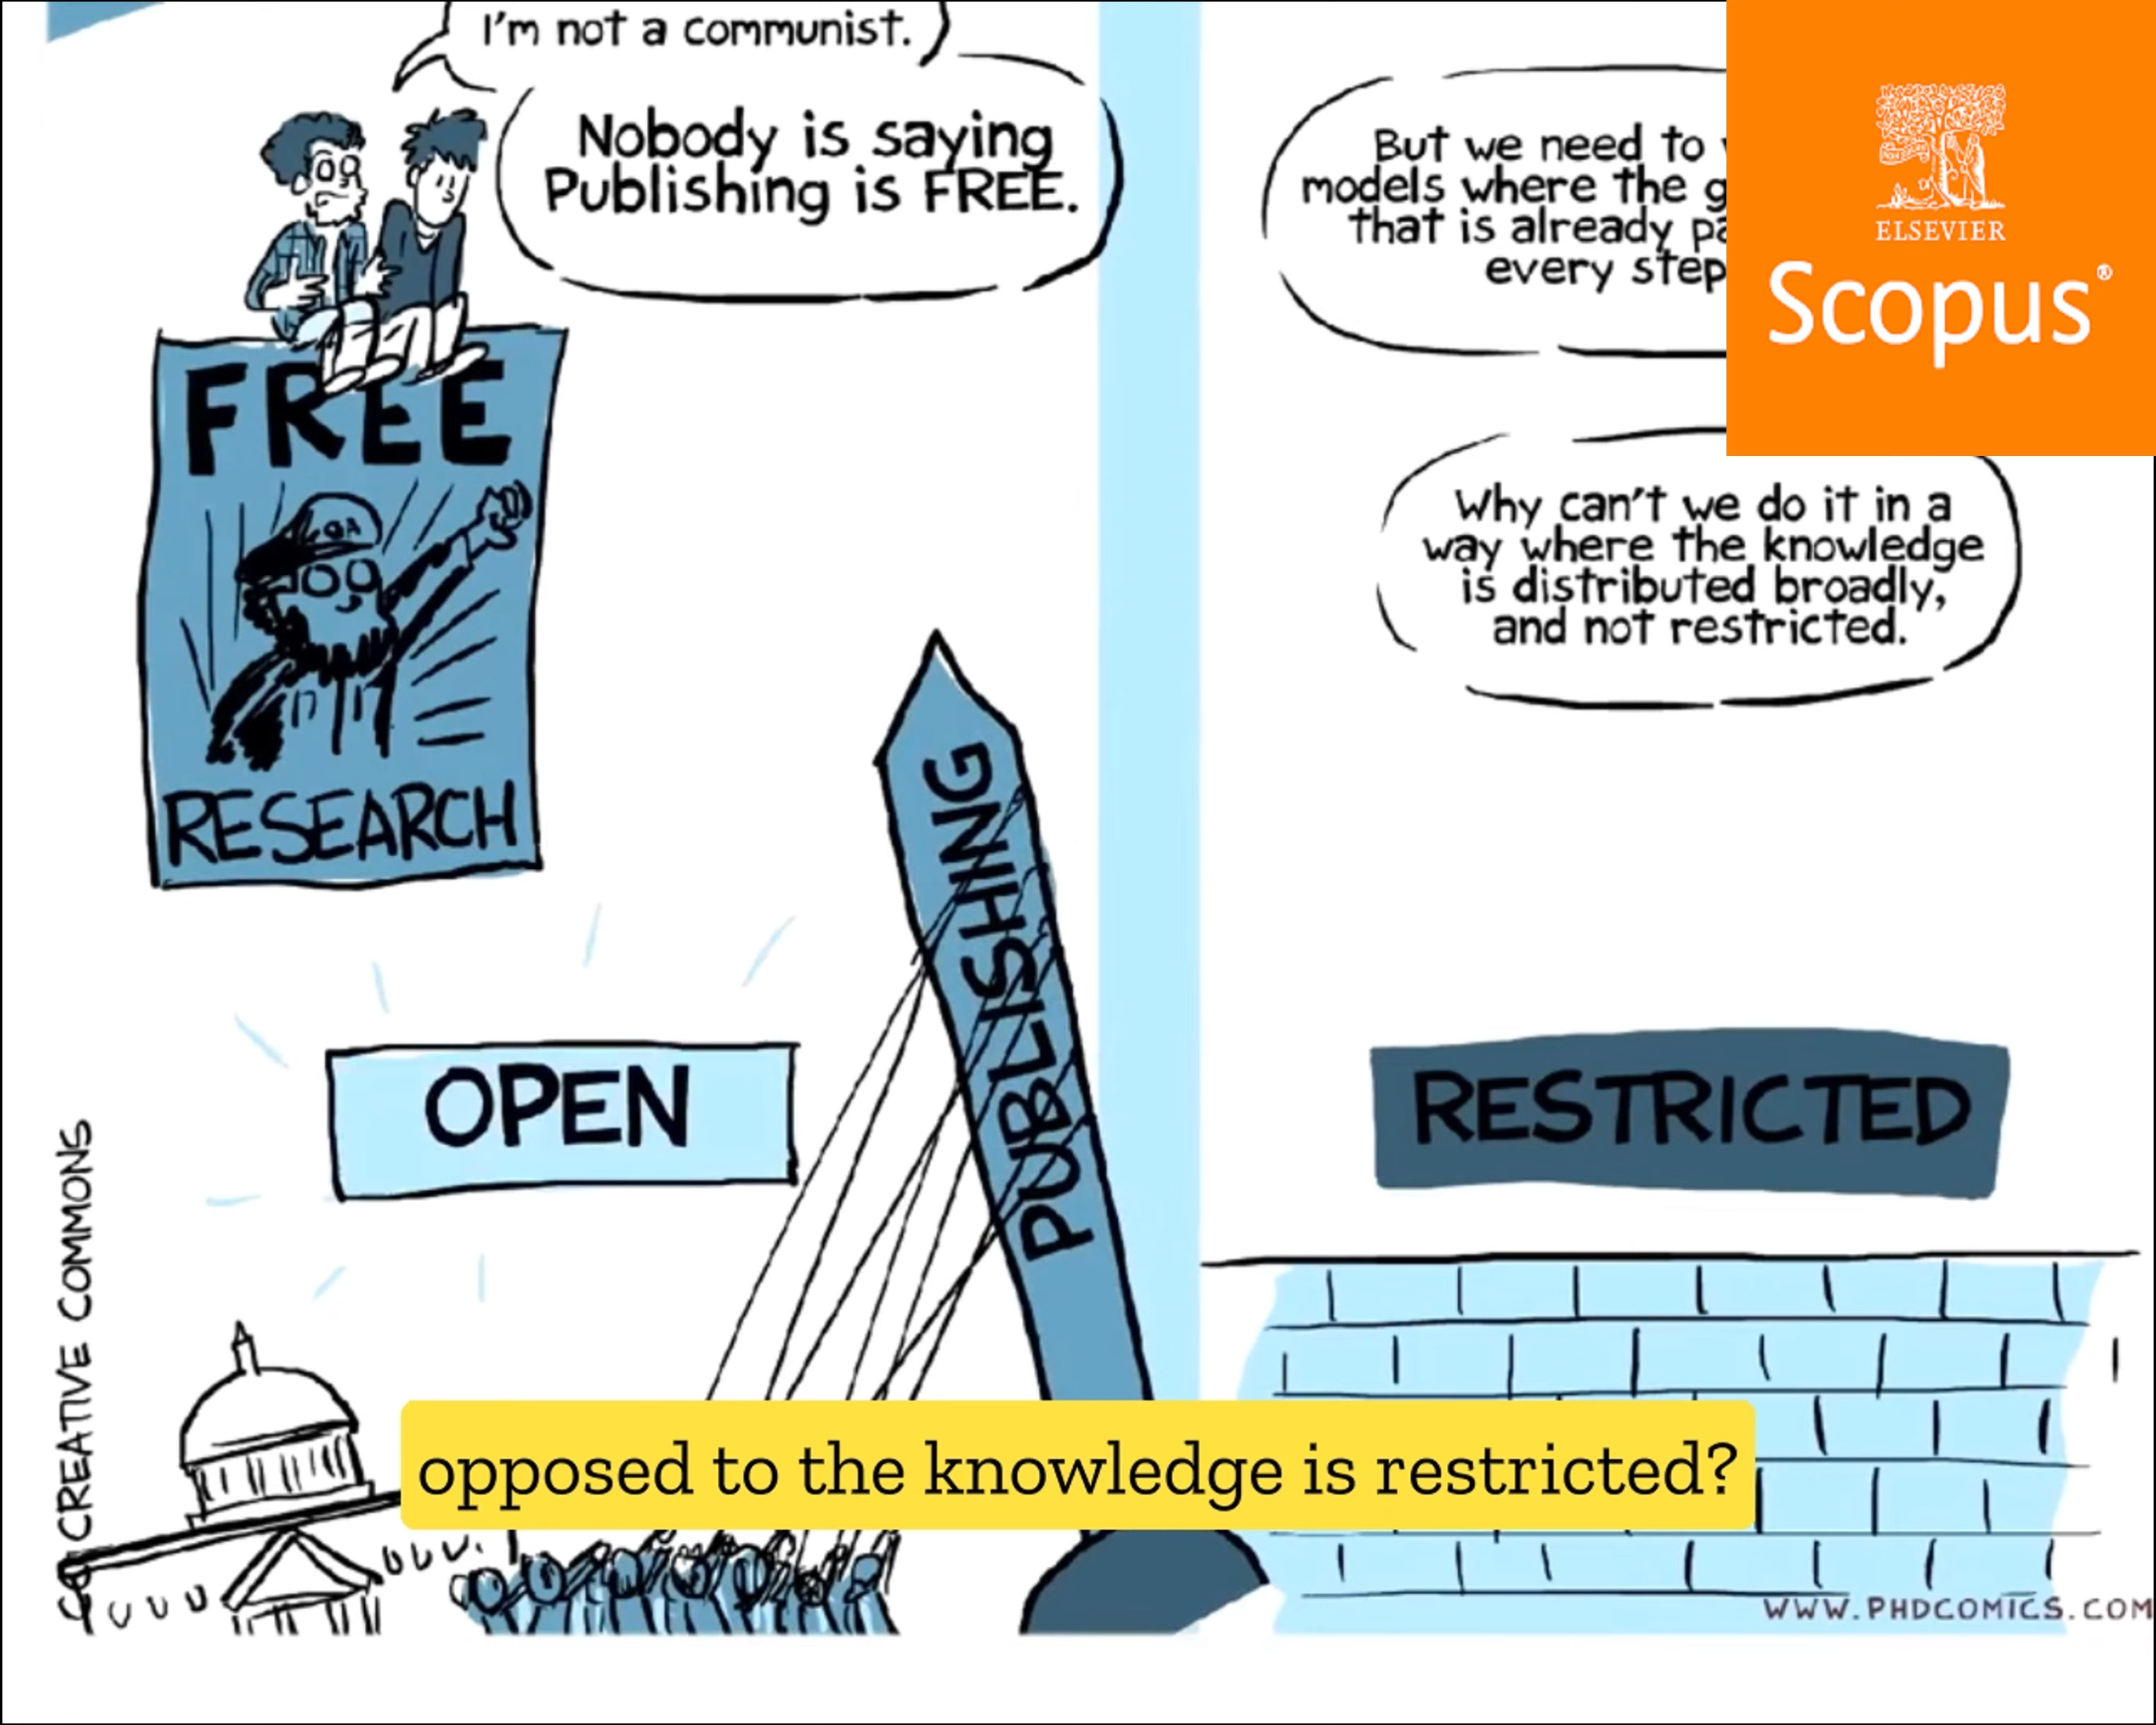 I'm not a communist.
Nobody is saying
Publishing is FREE.
But we need to
models where the
that is already
every step
ELSEVIER
Scopus®
Why can't we do it in a
way where the knowledge
is distributed broadly,
and not restricted.
FREE
OA
RESEARCH
PUBLISHING
OPEN
RESTRICTED
CREATIVE COMMONS
opposed to the knowledge is restricted?
WWW.PHDCOMICS.COM